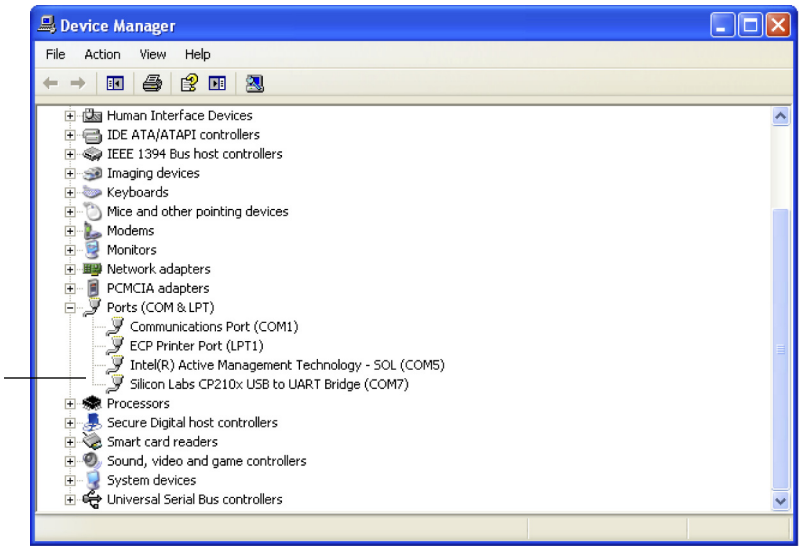 Device Manager
File Action View Help
Human Interface Devices
IDE ATA/ATAPI controllers
IEEE 1394 Bus host controllers
Imaging devices
Keyboards
Mice and other pointing devices
Modems
Monitors
Network adapters
PCMCIA adapters
Ports (COM & LPT)
Communications Port (COM1)
ECP Printer Port (LPT1)
Intel(R) Active Management Technology - SOL (COM5)
Silicon Labs CP210x USB to UART Bridge (COM7)
Processors
Secure Digital host controllers
Smart card readers
Sound, video and game controllers
System devices
Universal Serial Bus controllers